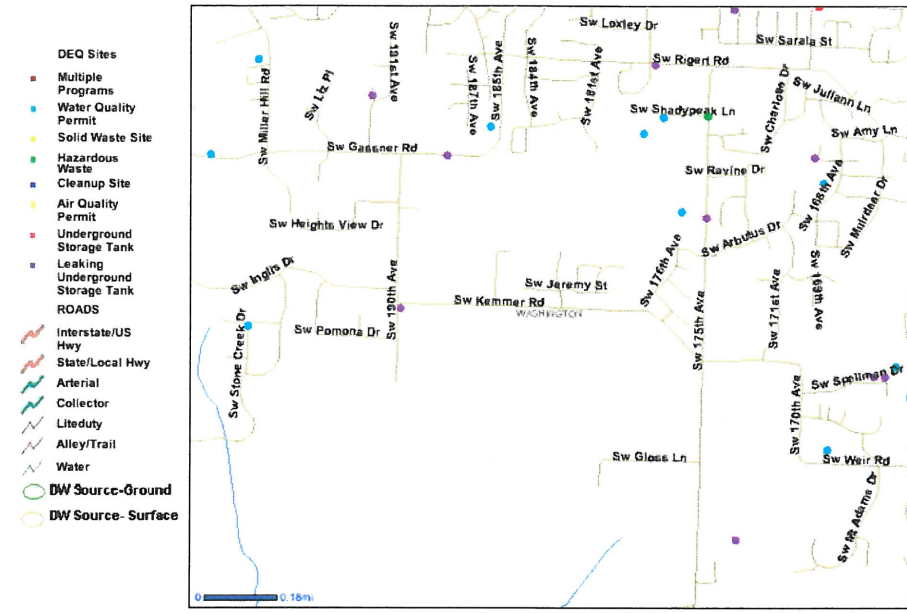 DEQ Sites
Multiple
Programs
Water Quality
Permit
Solid Waste Site
Hazardous
Waste
Cleanup Site
Air Quality
Permit
Underground
Storage Tank
Leaking
Underground
Storage Tank
ROADS
Interstate/US
Hwy
State/Local Hwy
Arterial
Collector
Liteduty
Alley/Trail
Water
DW Source-Ground
DW Source- Surface
Sw Loxley Dr
Sw Sarala St
Sw Rigert Rd
Sw 191st Ave
Sw 185th Ave
Sw 184th Ave
Sw 187th Ave
Sw 181st Ave
Sw Miller Hill Rd
Sw Liz Pl
Sw Charlotte Dr
Sw Juliann Ln
Sw Shadypeak Ln
Sw Amy Ln
Sw Gassner Rd
Sw Ravine Dr
Sw 168th Ave
Sw Muirdeer Dr
Sw Heights View Dr
Sw Arbutus Dr
Sw 176th Ave
Sw Inglis Dr
Sw 190th Ave
Sw Jeremy St
Sw Kemmer Rd
WASHINGTON
Sw 175th Ave
Sw 171st Ave
Sw 169th Ave
Sw Stone Creek Dr
Sw Pomona Dr
Sw Spellman Dr
Sw 170th Ave
Sw Gloss Ln
Sw Weir Rd
Sw Mt Adams Dr
0 0.18mi